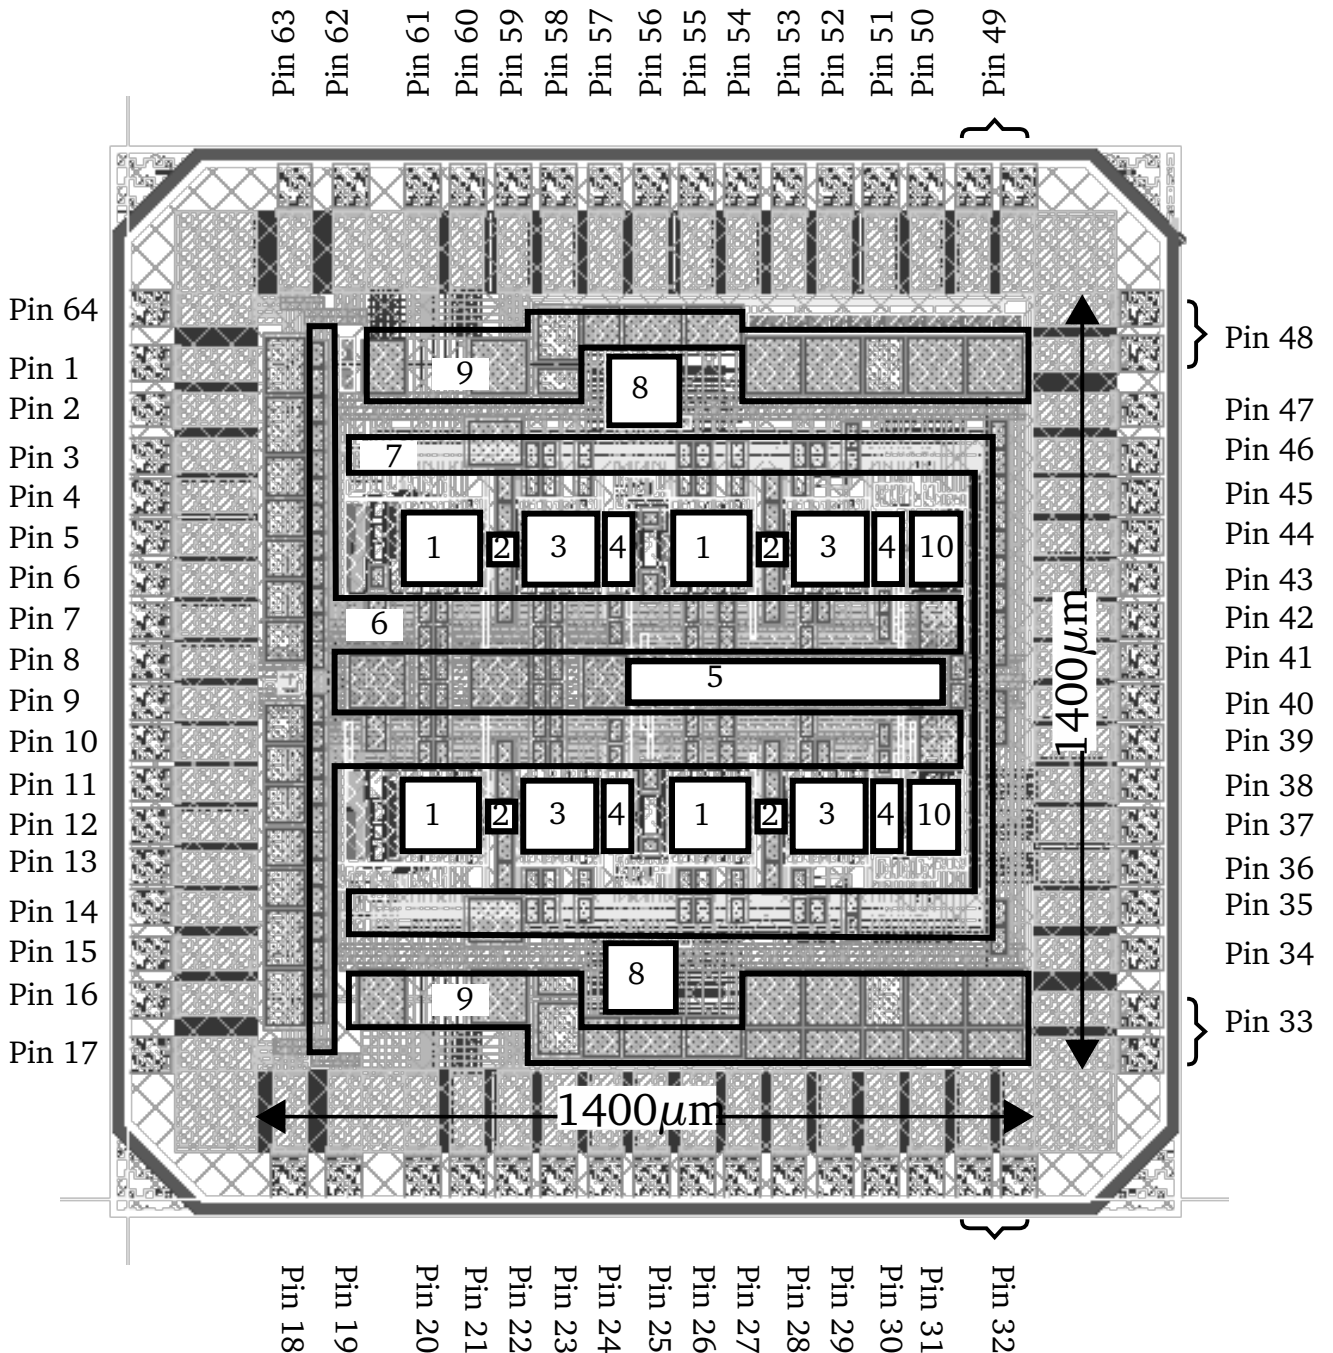 Pin 63
Pin 62
Pin 61
Pin 60
Pin 59
Pin 58
Pin 57
Pin 56
Pin 55
Pin 54
Pin 53
Pin 52
Pin 51
Pin 50
Pin 49
Pin 64
Pin 1
Pin 2
Pin 3
Pin 4
Pin 5
Pin 6
Pin 7
Pin 8
Pin 9
Pin 10
Pin 11
Pin 12
Pin 13
Pin 14
Pin 15
Pin 16
Pin 17
9
8
7
1 2 3 4 1 2 3 4 10
6
5
1 2 3 4 1 2 3 4 10
8
9
1400μm
1400μm
Pin 48
Pin 47
Pin 46
Pin 45
Pin 44
Pin 43
Pin 42
Pin 41
Pin 40
Pin 39
Pin 38
Pin 37
Pin 36
Pin 35
Pin 34
Pin 33
Pin 18
Pin 19
Pin 20
Pin 21
Pin 22
Pin 23
Pin 24
Pin 25
Pin 26
Pin 27
Pin 28
Pin 29
Pin 30
Pin 31
Pin 32